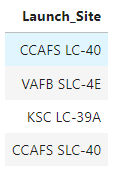 Launch_Site
CCAFS LC-40
VAFB SLC-4E
KSC LC-39A
CCAFS SLC-40